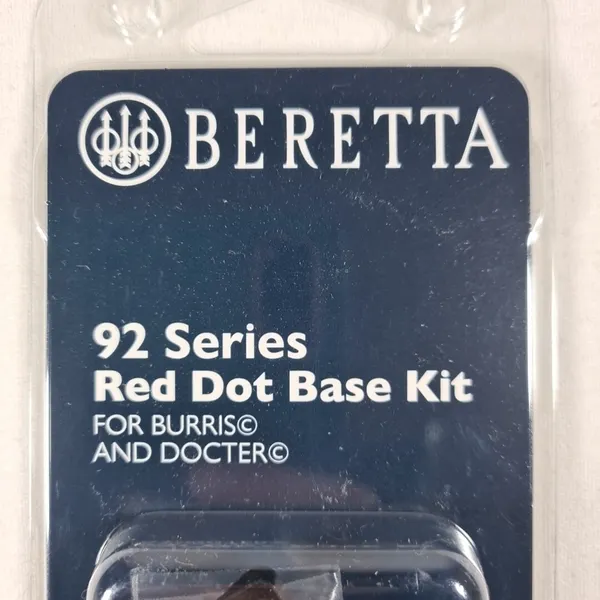 BERETTA
92 Series
Red Dot Base Kit
FOR BURRIS©
AND DOCTER©